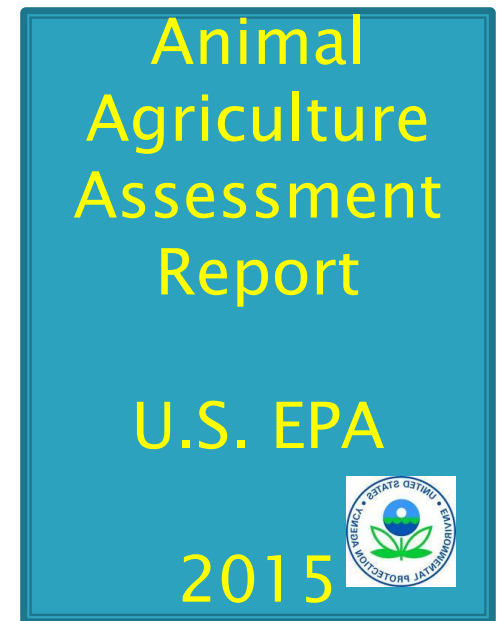 Animal
Agriculture
Assessment
Report
U.S. EPA
UNITED STATES • ENVIRONMENTAL PROTECTION AGENCY •
2015